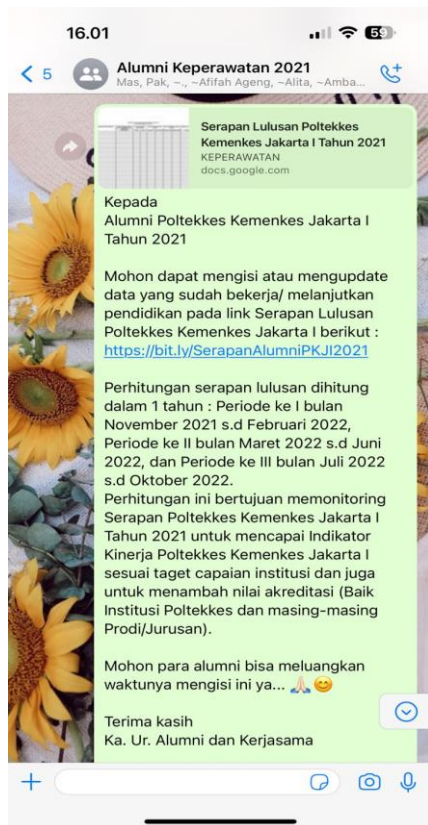 16.01
59
5
Alumni Keperawatan 2021
Mas, Pak, ~., ~Afifah Ageng, ~Alita, ~Amba...
Serapan Lulusan Poltekkes
Kemenkes Jakarta I Tahun 2021
KEPERAWATAN
docs.google.com
Kepada
Alumni Poltekkes Kemenkes Jakarta I
Tahun 2021
Mohon dapat mengisi atau mengupdate
data yang sudah bekerja/ melanjutkan
pendidikan pada link Serapan Lulusan
Poltekkes Kemenkes Jakarta I berikut :
https://bit.ly/SerapanAlumniPKJI2021
Perhitungan serapan lulusan dihitung
dalam 1 tahun : Periode ke I bulan
November 2021 s.d Februari 2022,
Periode ke II bulan Maret 2022 s.d Juni
2022, dan Periode ke III bulan Juli 2022
s.d Oktober 2022.
Perhitungan ini bertujuan memonitoring
Serapan Poltekkes Kemenkes Jakarta I
Tahun 2021 untuk mencapai Indikator
Kinerja Poltekkes Kemenkes Jakarta I
sesuai taget capaian institusi dan juga
untuk menambah nilai akreditasi (Baik
Institusi Poltekkes dan masing-masing
Prodi/Jurusan).
Mohon para alumni bisa meluangkan
waktunya mengisi ini ya... 🙏🏻😊
Terima kasih
Ka. Ur. Alumni dan Kerjasama